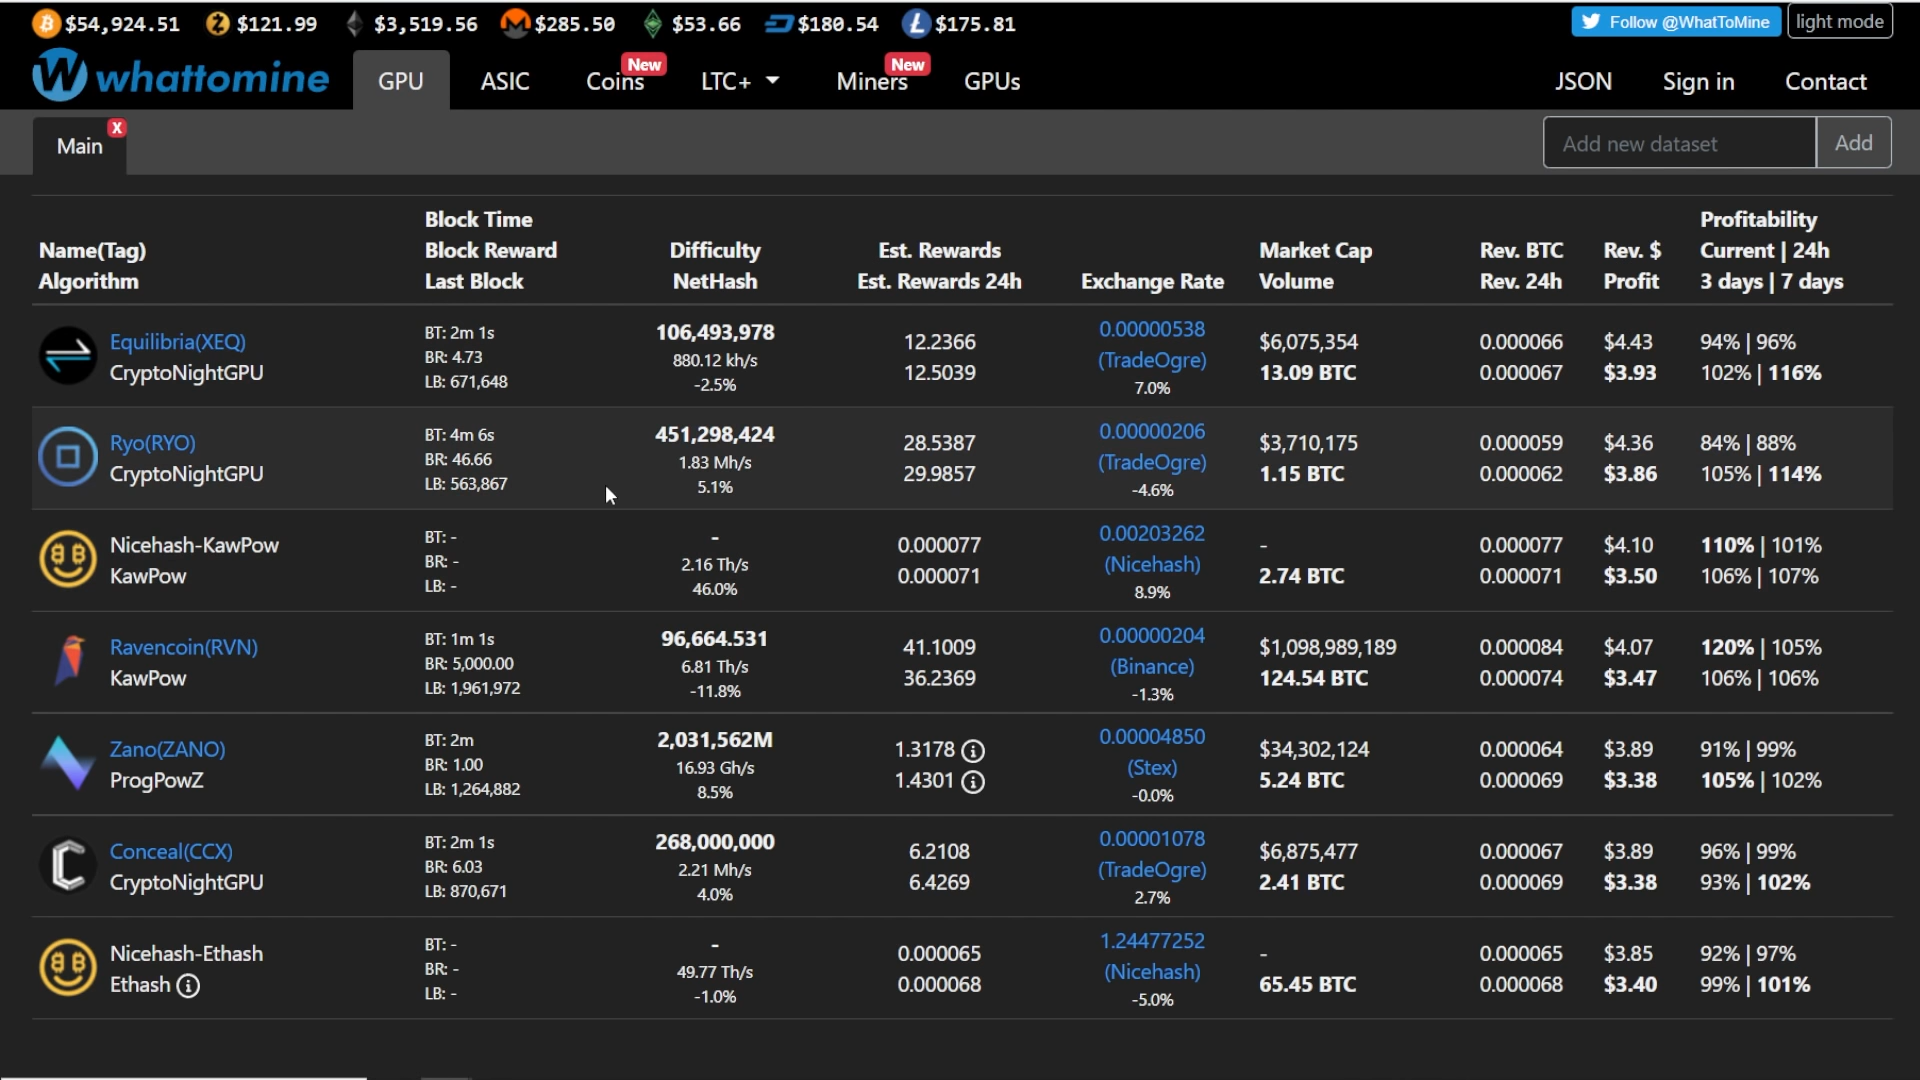 $54,924.51 $121.99 $3,519.56 $285.50 $53.66 $180.54 $175.81 Follow @WhatToMine light mode
whattomine GPU ASIC Coins New LTC+ Miners New GPUs JSON Sign in Contact
Main X Add new dataset Add
Name(Tag)
Algorithm
Block Time
Block Reward
Last Block
Difficulty
NetHash
Est. Rewards
Est. Rewards 24h
Exchange Rate
Market Cap
Volume
Rev. BTC
Rev. 24h
Rev. $
Profit
Profitability
Current | 24h
3 days | 7 days
Equilibria(XEQ)
CryptoNightGPU
BT: 2m 1s
BR: 4.73
LB: 671,648
106,493,978
880.12 kh/s
-2.5%
12.2366
12.5039
0.00000538
(TradeOgre)
7.0%
$6,075,354
13.09 BTC
0.000066
0.000067
$4.43
$3.93
94% | 96%
102% | 116%
Ryo(RYO)
CryptoNightGPU
BT: 4m 6s
BR: 46.66
LB: 563,867
451,298,424
1.83 Mh/s
5.1%
28.5387
29.9857
0.00000206
(TradeOgre)
-4.6%
$3,710,175
1.15 BTC
0.000059
0.000062
$4.36
$3.86
84% | 88%
105% | 114%
Nicehash-KawPow
KawPow
BT: -
BR: -
LB: -
-
2.16 Th/s
46.0%
0.000077
0.000071
0.00203262
(Nicehash)
8.9%
-
2.74 BTC
0.000077
0.000071
$4.10
$3.50
110% | 101%
106% | 107%
Ravencoin(RVN)
KawPow
BT: 1m 1s
BR: 5,000.00
LB: 1,961,972
96,664.531
6.81 Th/s
-11.8%
41.1009
36.2369
0.00000204
(Binance)
-1.3%
$1,098,989,189
124.54 BTC
0.000084
0.000074
$4.07
$3.47
120% | 105%
106% | 106%
Zano(ZANO)
ProgPowZ
BT: 2m
BR: 1.00
LB: 1,264,882
2,031,562M
16.93 Gh/s
8.5%
1.3178
1.4301
0.00004850
(Stex)
-0.0%
$34,302,124
5.24 BTC
0.000064
0.000069
$3.89
$3.38
91% | 99%
105% | 102%
Conceal(CCX)
CryptoNightGPU
BT: 2m 1s
BR: 6.03
LB: 870,671
268,000,000
2.21 Mh/s
4.0%
6.2108
6.4269
0.00001078
(TradeOgre)
2.7%
$6,875,477
2.41 BTC
0.000067
0.000069
$3.89
$3.38
96% | 99%
93% | 102%
Nicehash-Ethash
Ethash
BT: -
BR: -
LB: -
-
49.77 Th/s
-1.0%
0.000065
0.000068
1.24477252
(Nicehash)
-5.0%
-
65.45 BTC
0.000065
0.000068
$3.85
$3.40
92% | 97%
99% | 101%